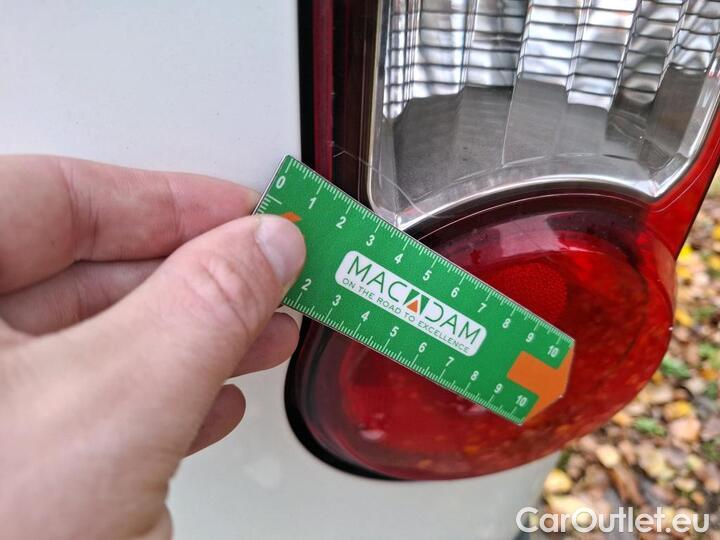 0 1 2 3 4 5 6 7 8 9 10
MACADAM
ON THE ROAD TO EXCELLENCE
2 3 4 5 6 7 8 9 10
CarOutlet.eu